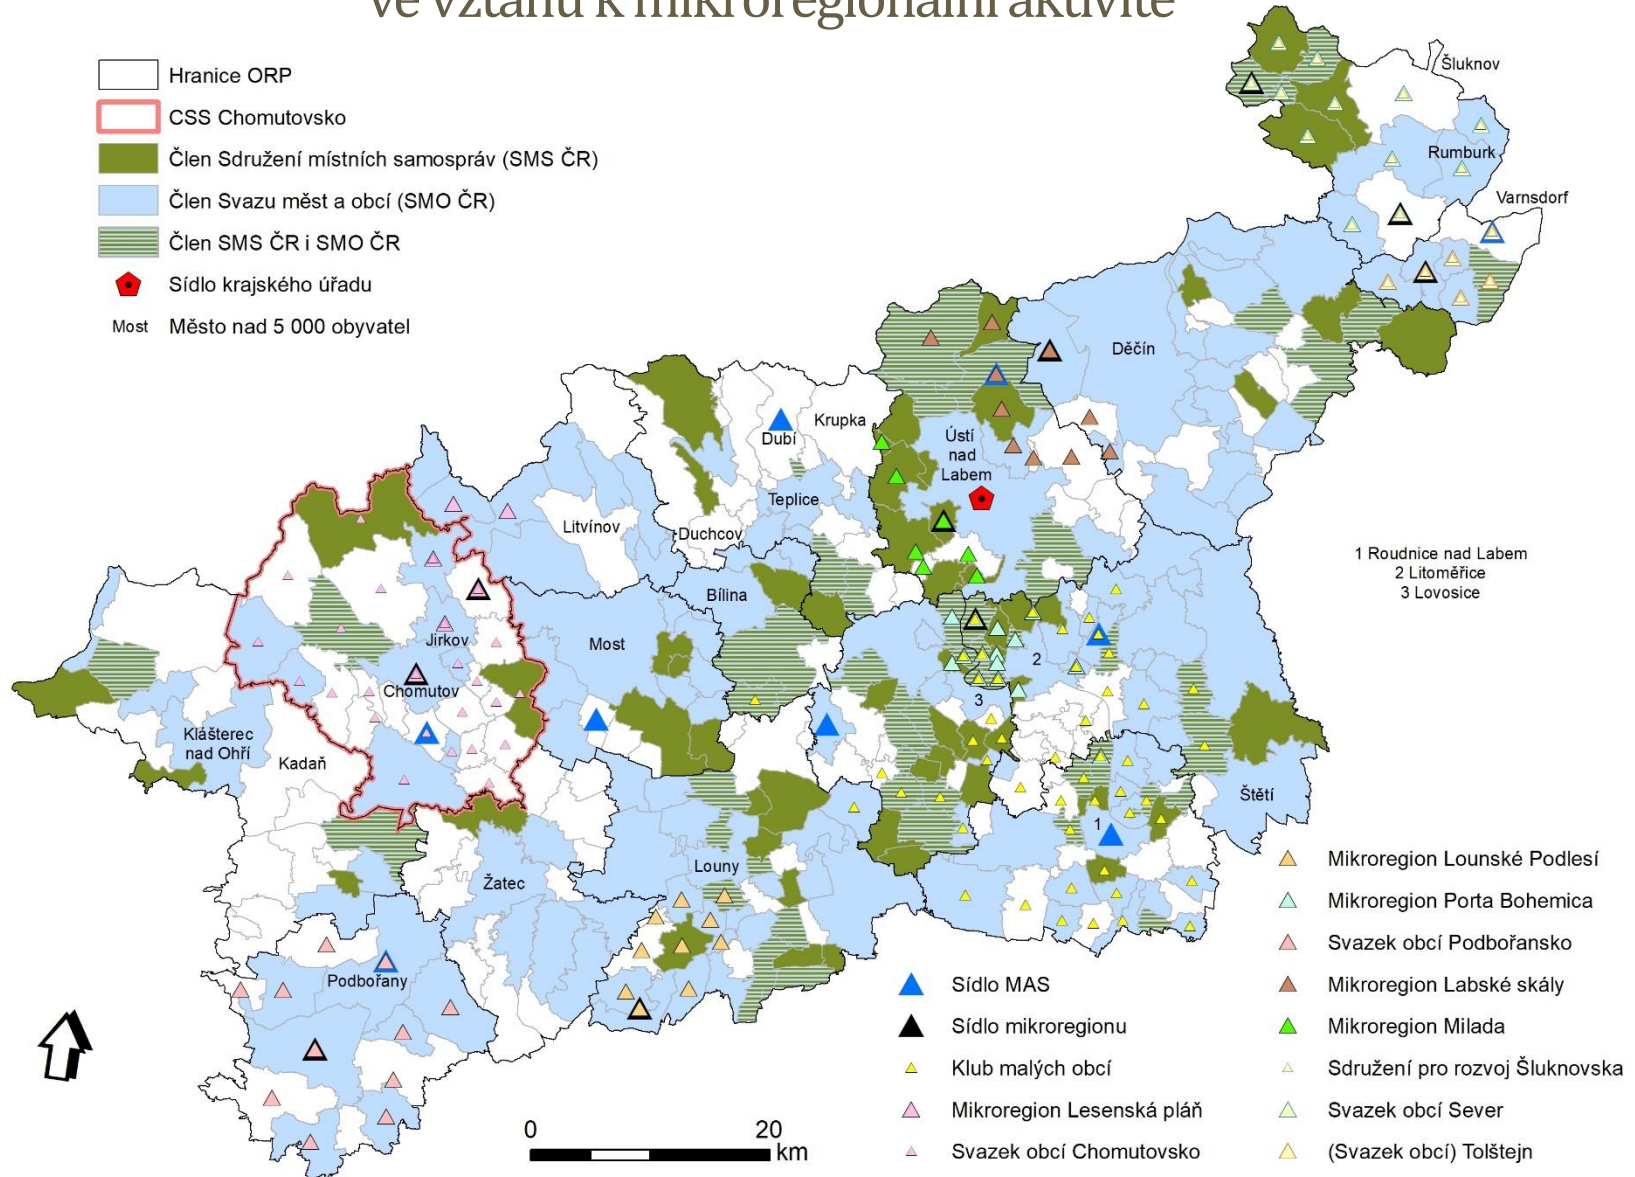 ve vztahu k mikroregionální aktivitě
Hranice ORP
CSS Chomutovsko
Člen Sdružení místních samospráv (SMS ČR)
Člen Svazu měst a obcí (SMO ČR)
Člen SMS ČR i SMO ČR
Sídlo krajského úřadu
Most Město nad 5 000 obyvatel
Šluknov
Rumburk
Varnsdorf
Děčín
Krupka
Dubí
Ústí
nad
Labem
Teplice
Litvínov
Duchcov
Bílina
Most
Jirkov
Chomutov
Klášterec
nad Ohří
Kadaň
1 Roudnice nad Labem
2 Litoměřice
3 Lovosice
2
3
1
Štětí
Louny
Žatec
Podbořany
Sídlo MAS
Sídlo mikroregionu
Klub malých obcí
Mikroregion Lesenská pláň
Svazek obcí Chomutovsko
Mikroregion Lounské Podlesí
Mikroregion Porta Bohemica
Svazek obcí Podbořansko
Mikroregion Labské skály
Mikroregion Milada
Sdružení pro rozvoj Šluknovska
Svazek obcí Sever
(Svazek obcí) Tolštejn
0 20
km